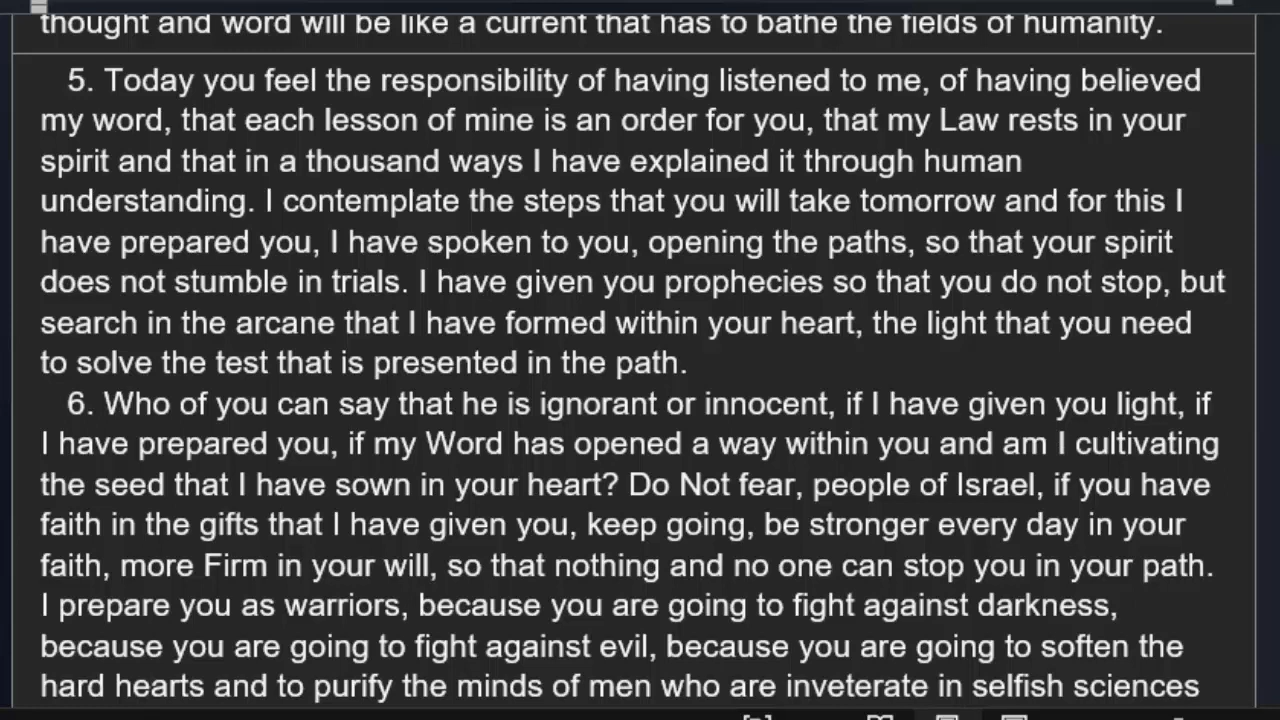 thought and word will be like a current that has to bathe the fields of humanity.
5. Today you feel the responsibility of having listened to me, of having believed
my word, that each lesson of mine is an order for you, that my Law rests in your
spirit and that in a thousand ways I have explained it through human
understanding. I contemplate the steps that you will take tomorrow and for this I
have prepared you, I have spoken to you, opening the paths, so that your spirit
does not stumble in trials. I have given you prophecies so that you do not stop, but
search in the arcane that I have formed within your heart, the light that you need
to solve the test that is presented in the path.
6. Who of you can say that he is ignorant or innocent, if I have given you light, if
I have prepared you, if my Word has opened a way within you and am I cultivating
the seed that I have sown in your heart? Do Not fear, people of Israel, if you have
faith in the gifts that I have given you, keep going, be stronger every day in your
faith, more Firm in your will, so that nothing and no one can stop you in your path.
I prepare you as warriors, because you are going to fight against darkness,
because you are going to fight against evil, because you are going to soften the
hard hearts and to purify the minds of men who are inveterate in selfish sciences